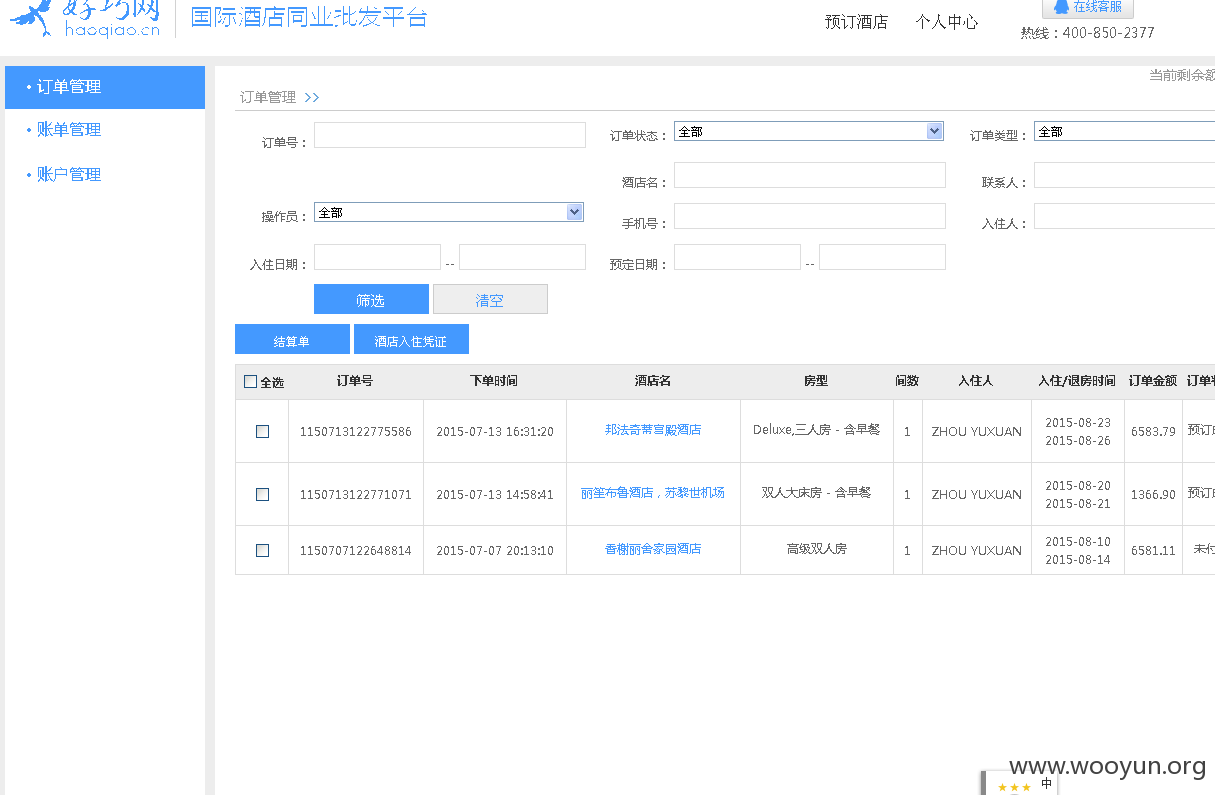 好巧网
haoqiao.cn
国际酒店同业批发平台
预订酒店 个人中心
在线客服
热线：400-850-2377
• 订单管理
• 账单管理
• 账户管理
当前剩余额
订单管理 >>
订单号： 订单状态： 全部 订单类型： 全部
酒店名： 联系人：
操作员： 全部 手机号： 入住人：
入住日期： -- 预定日期： --
筛选 清空
结算单 酒店入住凭证
全选 订单号 下单时间 酒店名 房型 间数 入住人 入住/退房时间 订单金额 订单
1150713122775586 2015-07-13 16:31:20 邦法奇蒂宫殿酒店 Deluxe,三人房 - 含早餐 1 ZHOU YUXUAN 2015-08-23 2015-08-26 6583.79 预订
1150713122771071 2015-07-13 14:58:41 丽笙布鲁酒店，苏黎世机场 双人大床房 - 含早餐 1 ZHOU YUXUAN 2015-08-20 2015-08-21 1366.90 预订
1150707122648814 2015-07-07 20:13:10 香榭丽舍家园酒店 高级双人房 1 ZHOU YUXUAN 2015-08-10 2015-08-14 6581.11 未付
www.wooyun.org
中